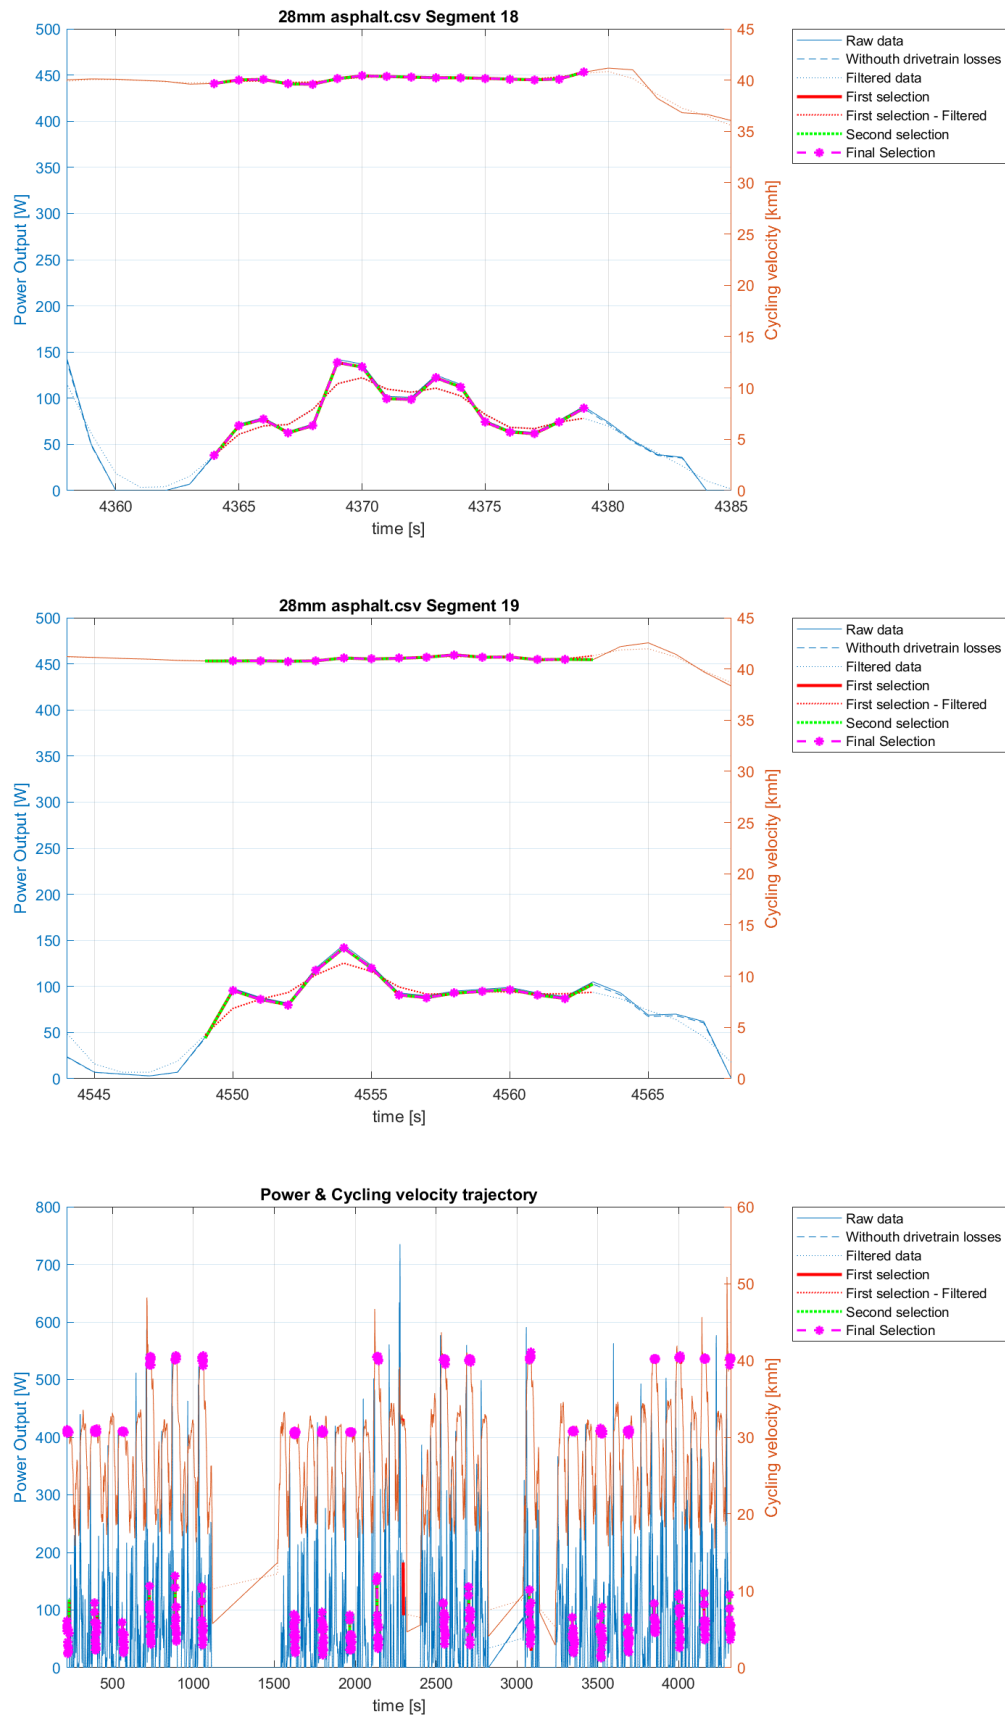 28mm asphalt.csv Segment 18
500
450
400
350
300
250
200
150
100
50
0
Power Output [W]
45
40
35
30
25
20
15
10
5
0
Cycling velocity [kmh]
4360
4365
4370
4375
4380
4385
time [s]
Raw data
Withouth drivetrain losses
Filtered data
First selection
First selection - Filtered
Second selection
Final Selection
28mm asphalt.csv Segment 19
500
450
400
350
300
250
200
150
100
50
0
Power Output [W]
45
40
35
30
25
20
15
10
5
0
Cycling velocity [kmh]
4545
4550
4555
4560
4565
time [s]
Raw data
Withouth drivetrain losses
Filtered data
First selection
First selection - Filtered
Second selection
Final Selection
Power & Cycling velocity trajectory
800
700
600
500
400
300
200
100
0
Power Output [W]
60
50
40
30
20
10
0
Cycling velocity [kmh]
500
1000
1500
2000
2500
3000
3500
4000
time [s]
Raw data
Withouth drivetrain losses
Filtered data
First selection
First selection - Filtered
Second selection
Final Selection